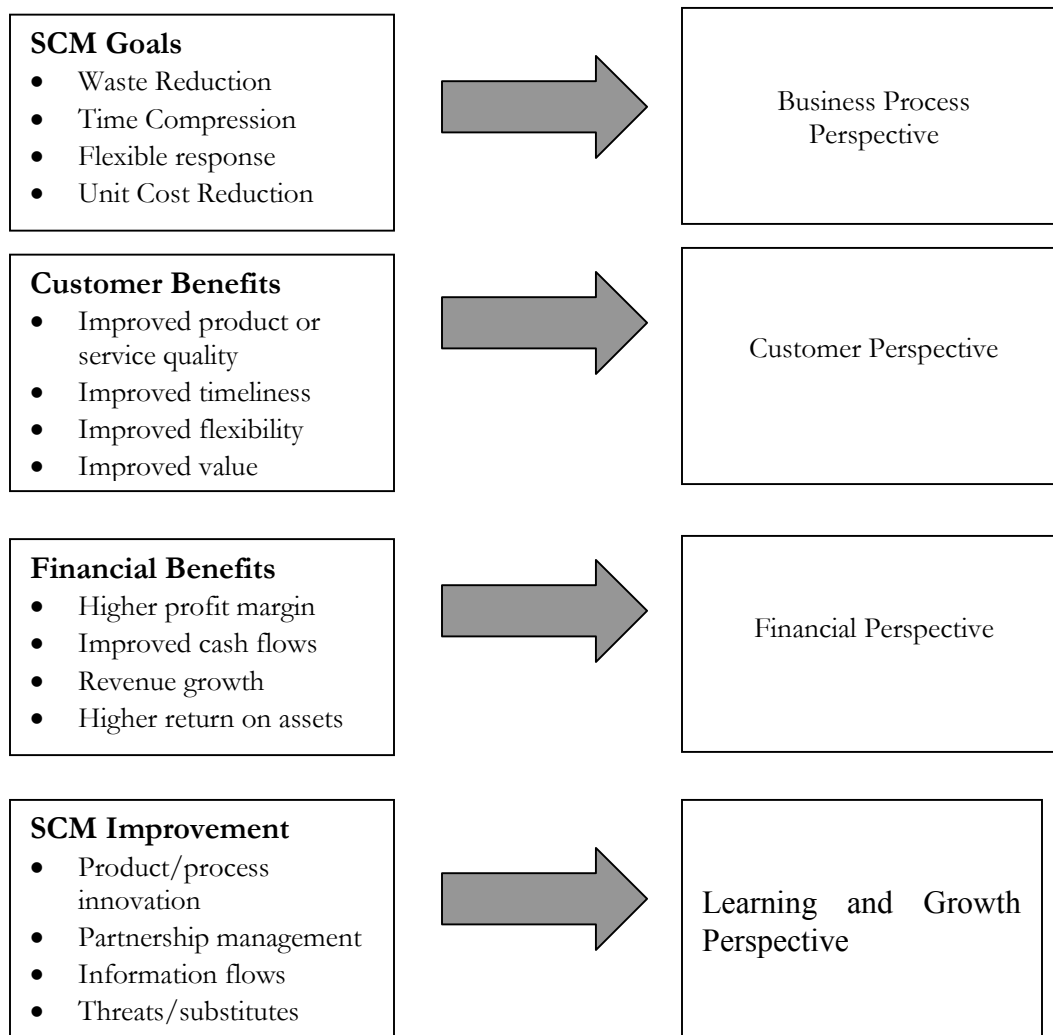 SCM Goals
• Waste Reduction
• Time Compression
• Flexible response
• Unit Cost Reduction
Business Process
Perspective
Customer Benefits
• Improved product or
service quality
• Improved timeliness
• Improved flexibility
• Improved value
Customer Perspective
Financial Benefits
• Higher profit margin
• Improved cash flows
• Revenue growth
• Higher return on assets
Financial Perspective
SCM Improvement
• Product/process
innovation
• Partnership management
• Information flows
• Threats/substitutes
Learning and Growth
Perspective